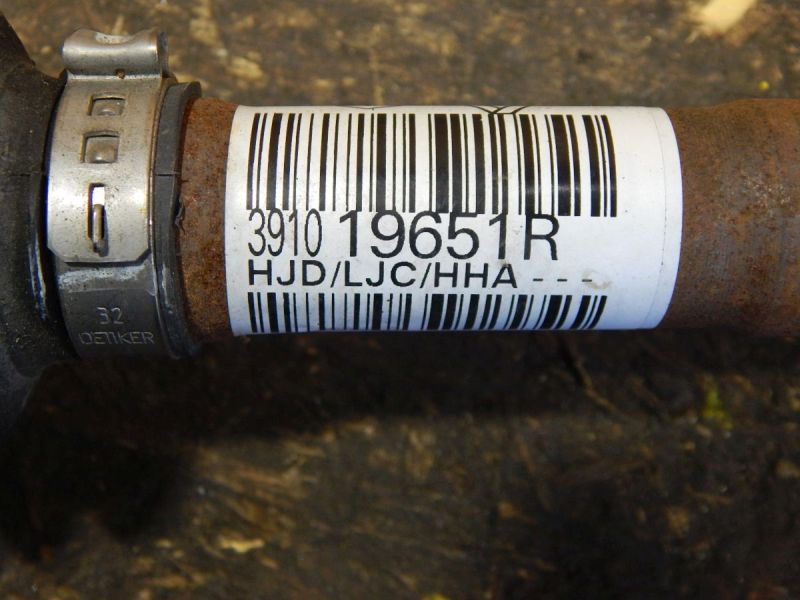 3910 19651R
HJD/LJC/HHA - - -
32
OETIKER